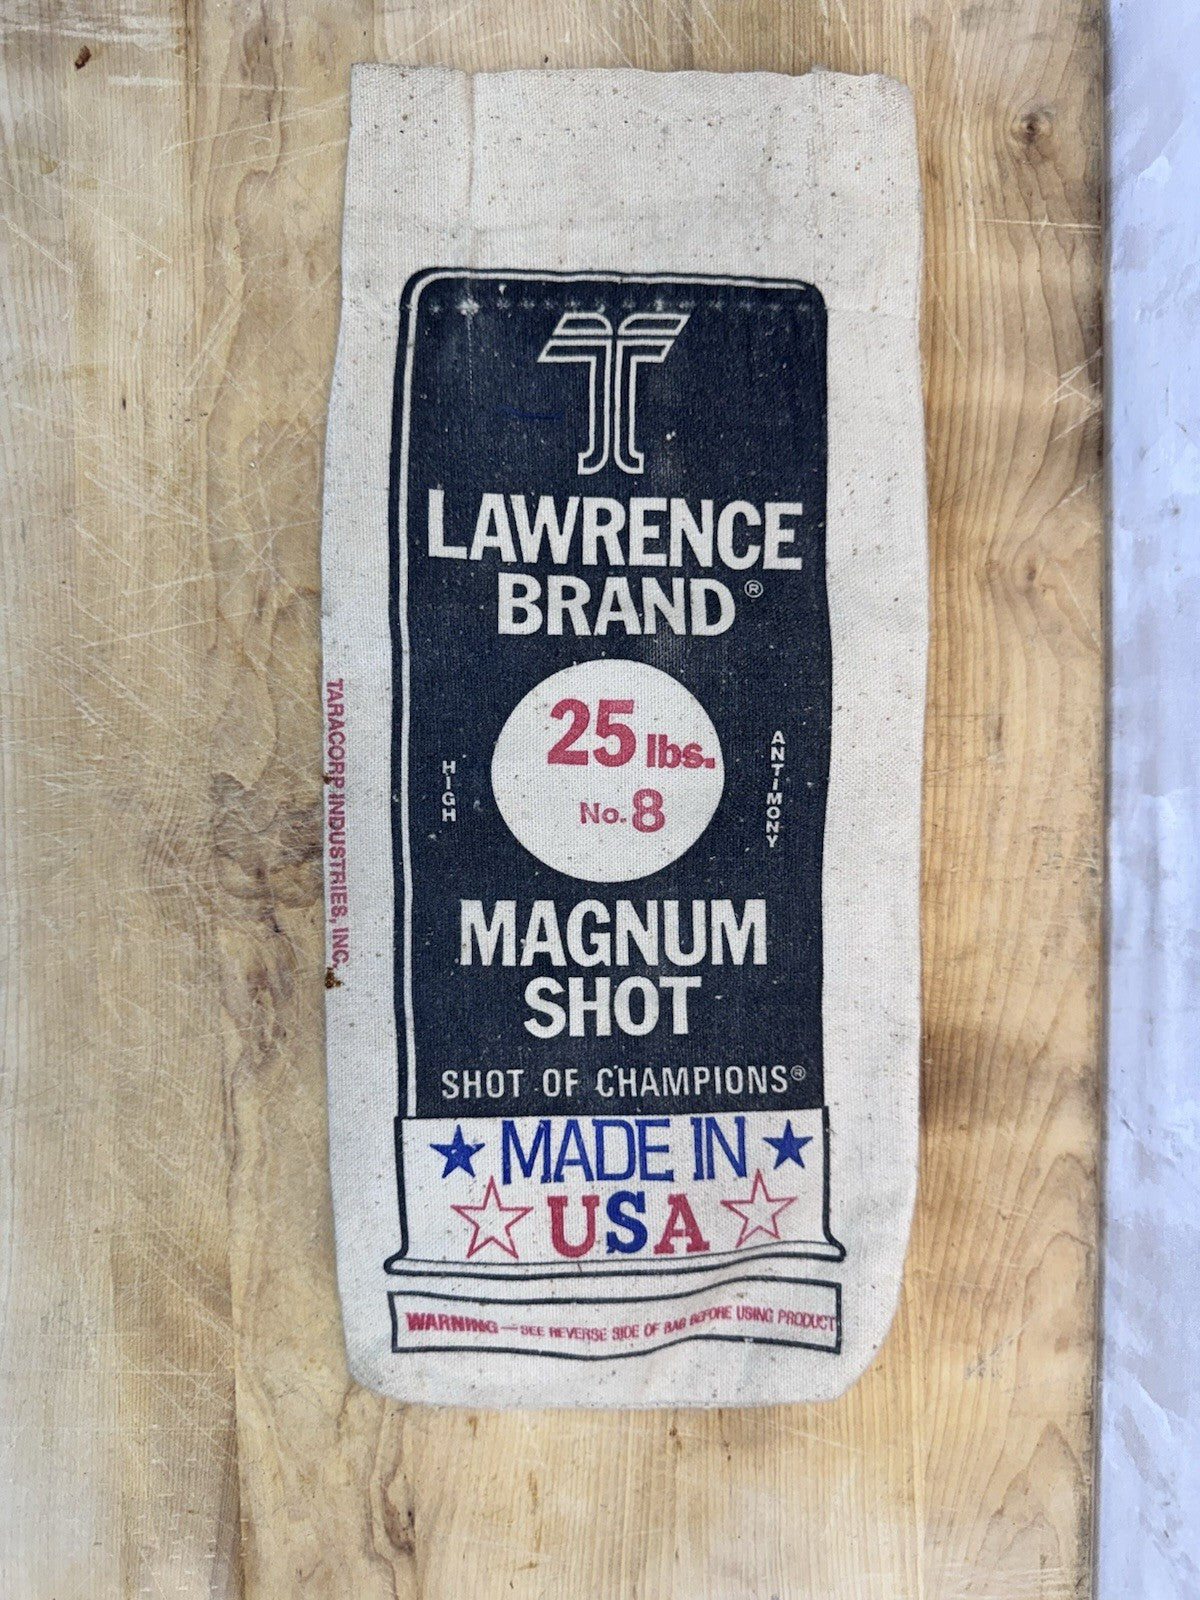 LAWRENCE
BRAND®
25 lbs.
No. 8
HIGH
ANTIMONY
MAGNUM
SHOT
SHOT OF CHAMPIONS®
MADE IN
USA
WARNING — SEE REVERSE SIDE OF BAG BEFORE USING PRODUCT
TARACORP INDUSTRIES, INC.